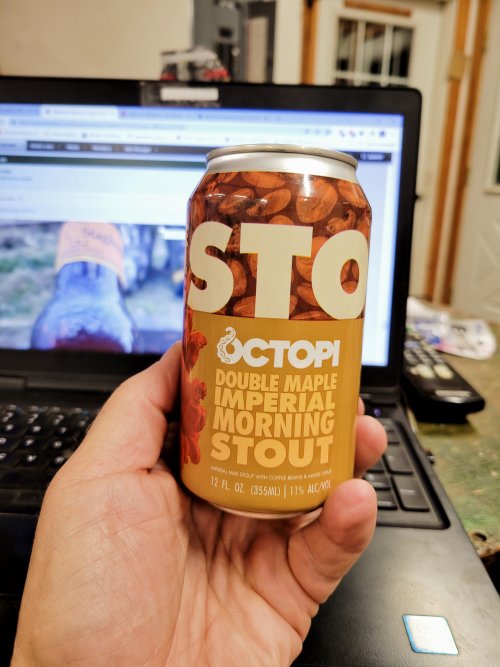 STO
OCTOPI
DOUBLE MAPLE
IMPERIAL
MORNING
STOUT
IMPERIAL MILK STOUT WITH COFFEE BEANS & MAPLE SYRUP
12 FL. OZ. (355ML) | 11% ALC/VOL